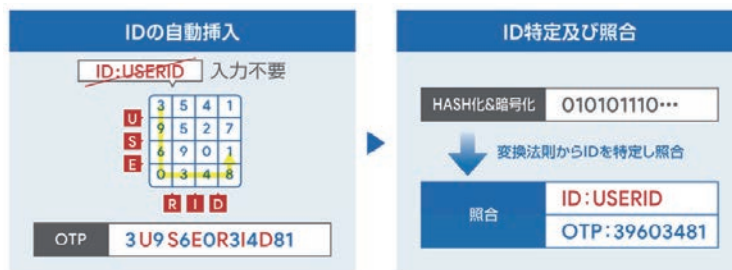 IDの自動挿入
ID:USERID 入力不要
3 5 4 1
U
9 5 2 7
S
6 9 0 1
E
0 3 4 8
R I D
OTP 3U9S6E0R3I4D81
ID特定及び照合
HASH化&暗号化 010101110…
変換法則からIDを特定し照合
照合
ID:USERID
OTP:39603481